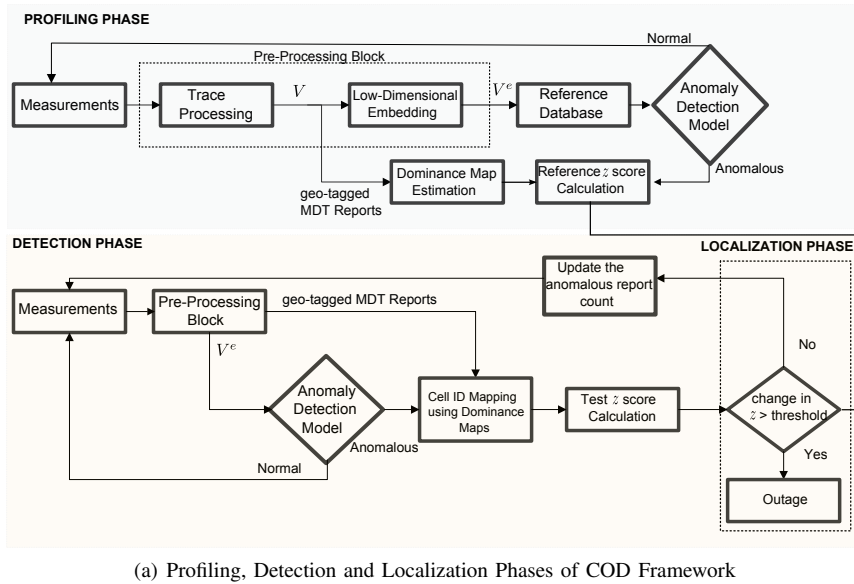 PROFILING PHASE
Normal
Pre-Processing Block
Measurements
Trace
Processing
V
Low-Dimensional
Embedding
V^e
Reference
Database
Anomaly
Detection
Model
Anomalous
geo-tagged
MDT Reports
Dominance Map
Estimation
Reference z score
Calculation
DETECTION PHASE
LOCALIZATION PHASE
Update the
anomalous report
count
Measurements
Pre-Processing
Block
geo-tagged MDT Reports
V^e
No
Anomaly
Detection
Model
Anomalous
Normal
Cell ID Mapping
using Dominance
Maps
Test z score
Calculation
change in
z > threshold
Yes
Outage
(a) Profiling, Detection and Localization Phases of COD Framework